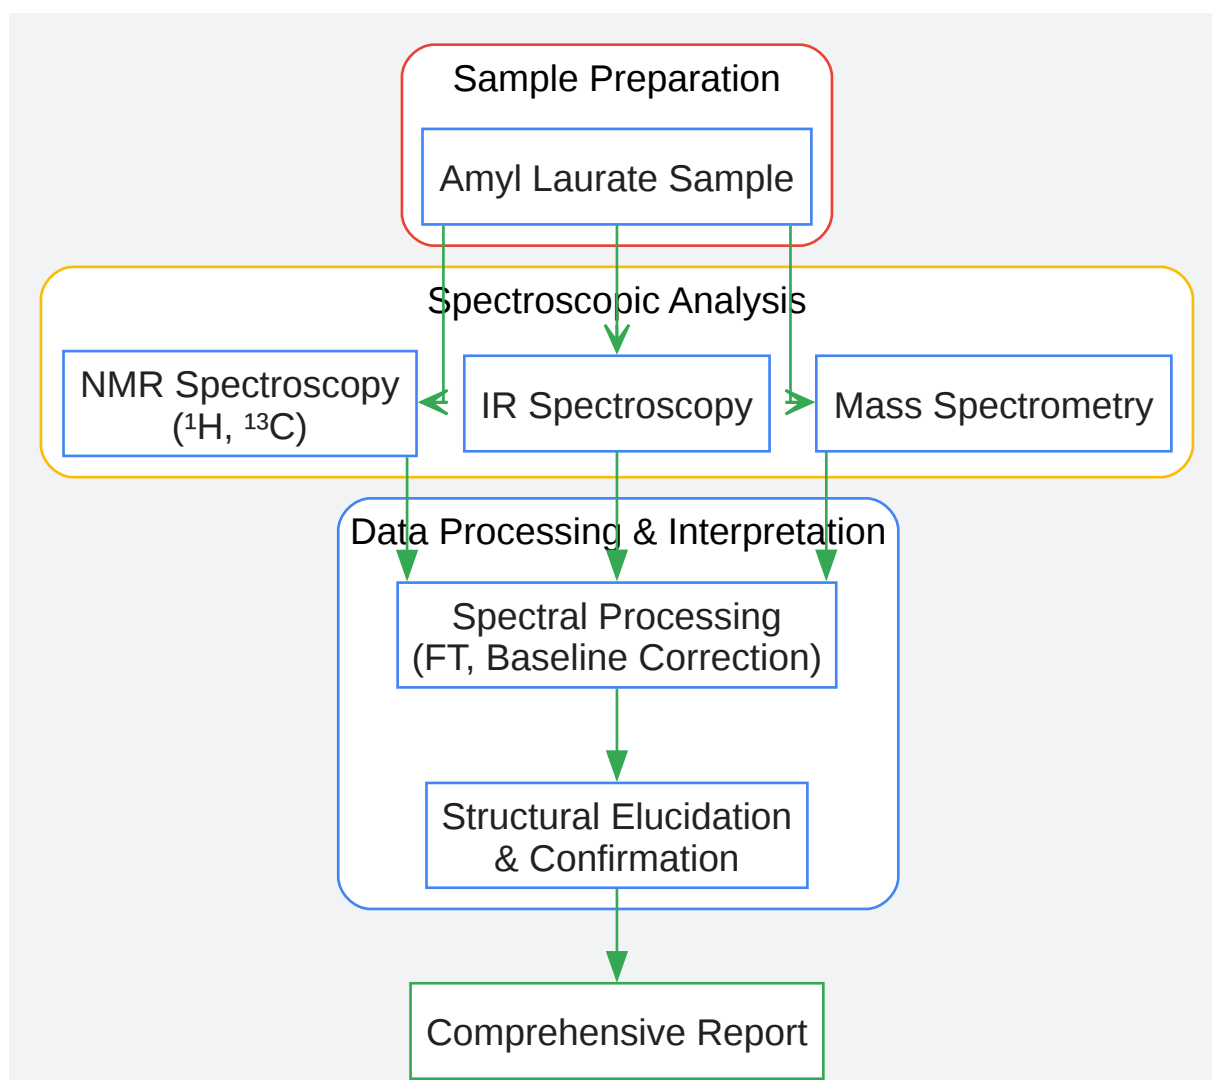 Sample Preparation
Amyl Laurate Sample
Spectroscopic Analysis
NMR Spectroscopy
(¹H, ¹³C)
IR Spectroscopy
Mass Spectrometry
Data Processing & Interpretation
Spectral Processing
(FT, Baseline Correction)
Structural Elucidation
& Confirmation
Comprehensive Report